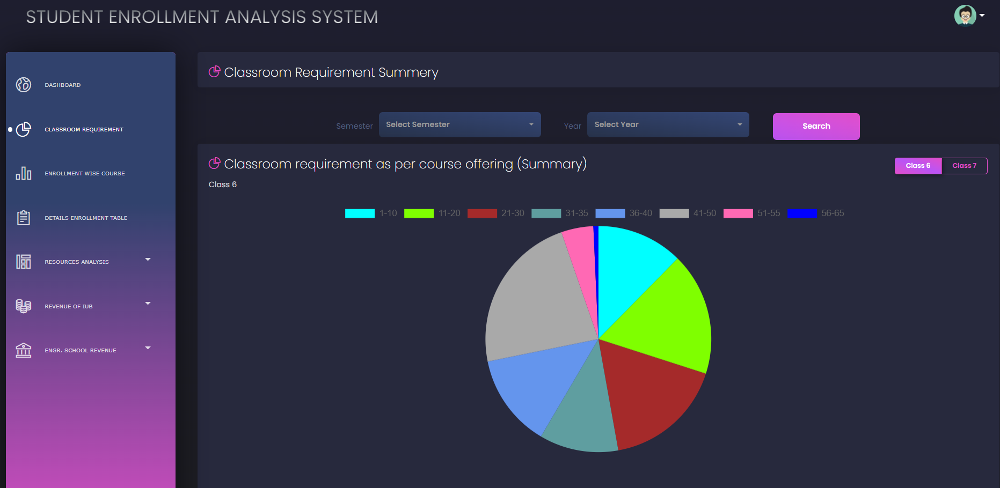 STUDENT ENROLLMENT ANALYSIS SYSTEM
DASHBOARD
CLASSROOM REQUIREMENT
ENROLLMENT WISE COURSE
DETAILS ENROLLMENT TABLE
RESOURCES ANALYSIS
REVENUE OF IUB
ENGR. SCHOOL REVENUE
Classroom Requirement Summery
Semester Select Semester Year Select Year Search
Classroom requirement as per course offering (Summary)
Class 6 Class 7
Class 6
1-10 11-20 21-30 31-35 36-40 41-50 51-55 56-65